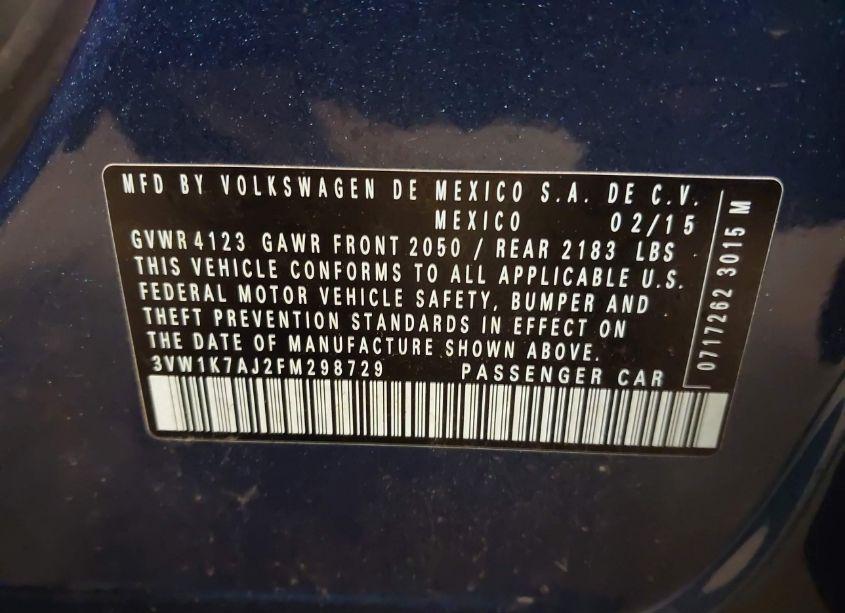 MFD BY VOLKSWAGEN DE MEXICO S.A. DE C.V.
MEXICO 02/15
GVWR 4123 GAWR FRONT 2050 / REAR 2183 LBS
THIS VEHICLE CONFORMS TO ALL APPLICABLE U.S.
FEDERAL MOTOR VEHICLE SAFETY, BUMPER AND
THEFT PREVENTION STANDARDS IN EFFECT ON
THE DATE OF MANUFACTURE SHOWN ABOVE.
3VW1K7AJ2FM298729 PASSENGER CAR
0717262 3015 M